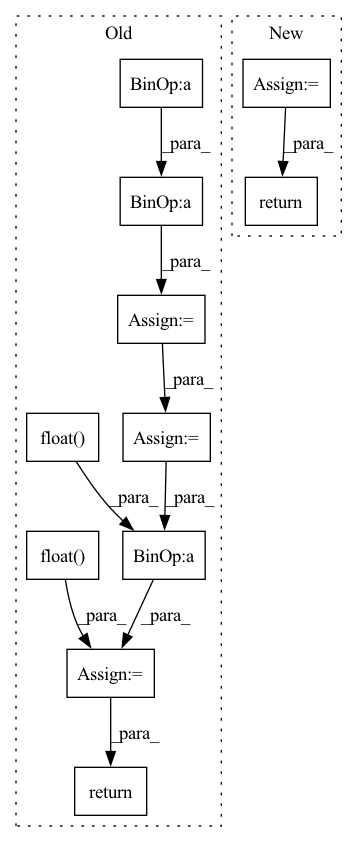 Old
New
BinOp:a
Assign:=
_para_
_para_
BinOp:a
return
_para_
Assign:=
_para_
float()
Assign:=
_para_
_para_
float()
BinOp:a
_para_
_para_
Assign:=
_para_
return